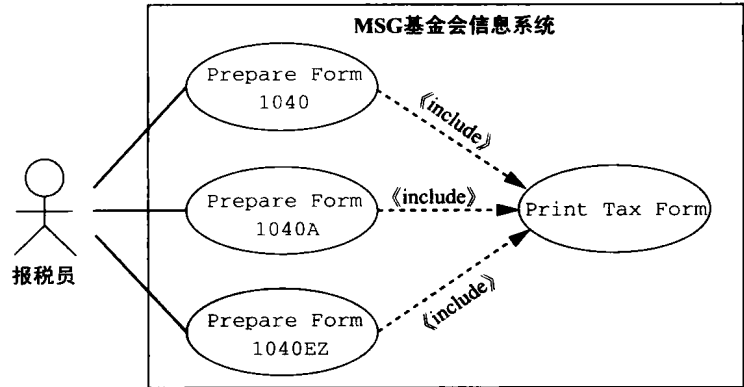 MSG基金会信息系统
Prepare Form
1040
《include》
Prepare Form
1040A
《include》
Print Tax Form
报税员
Prepare Form
1040EZ
《include》